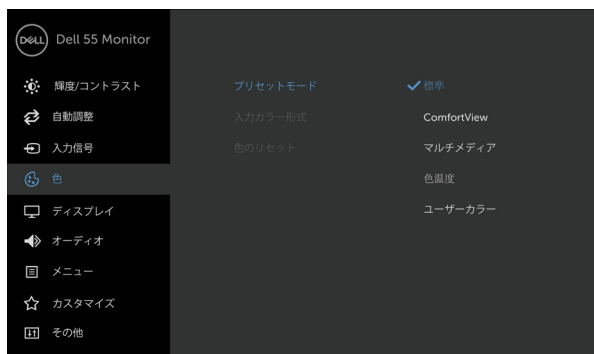 DELL Dell 55 Monitor
輝度/コントラスト
自動調整
入力信号
色
ディスプレイ
オーディオ
メニュー
カスタマイズ
その他
プリセットモード
入力カラー形式
色のリセット
標準
ComfortView
マルチメディア
色温度
ユーザーカラー